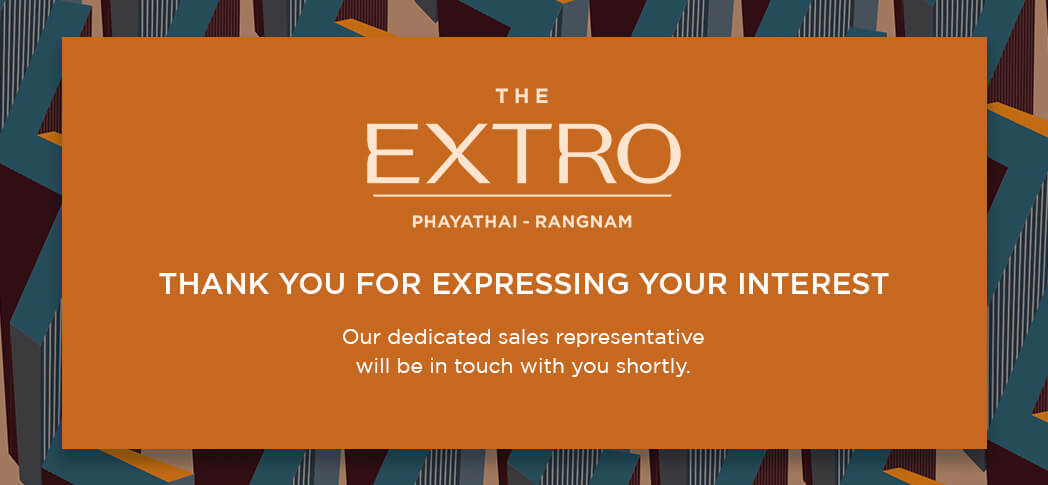 THE
EXTRO
PHAYATHAI - RANGNAM
THANK YOU FOR EXPRESSING YOUR INTEREST
Our dedicated sales representative
will be in touch with you shortly.